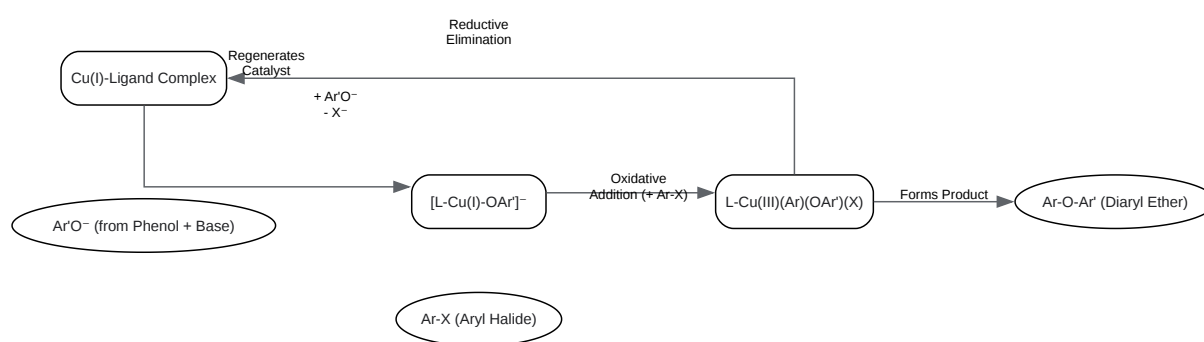 Reductive
Elimination
Regenerates
Catalyst
Cu(I)-Ligand Complex
+ Ar'O⁻
- X⁻
Oxidative
Addition (+ Ar-X)
[L-Cu(I)-OAr']⁻
L-Cu(III)(Ar)(OAr')(X)
Forms Product
Ar-O-Ar' (Diaryl Ether)
Ar'O⁻ (from Phenol + Base)
Ar-X (Aryl Halide)